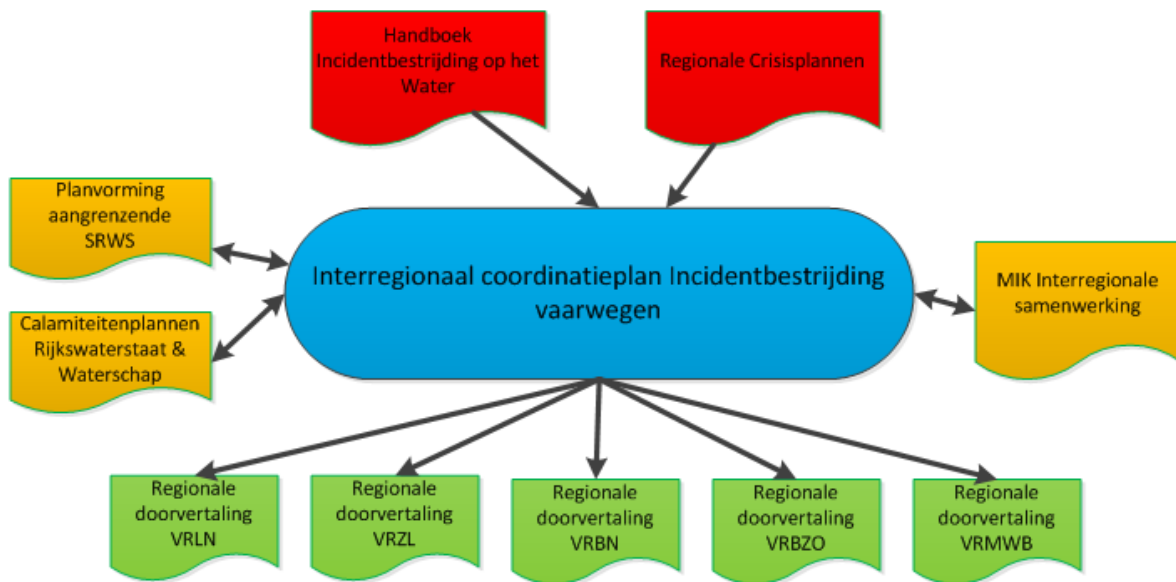 Handboek
Incidentbestrijding op het
Water
Regionale Crisisplannen
Planvorming
aangrenzende
SRWS
Interregionaal coordinatieplan Incidentbestrijding
vaarwegen
MIK Interregionale
samenwerking
Calamiteitenplannen
Rijkswaterstaat &
Waterschap
Regionale
doorvertaling
VRLN
Regionale
doorvertaling
VRZL
Regionale
doorvertaling
VRBN
Regionale
doorvertaling
VRBZO
Regionale
doorvertaling
VRMWB